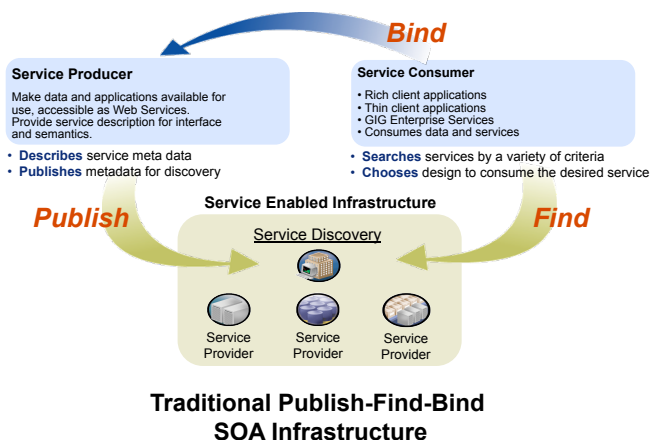 Bind
Service Producer
Make data and applications available for
use, accessible as Web Services.
Provide service description for interface
and semantics.
• Describes service meta data
• Publishes metadata for discovery
Service Consumer
• Rich client applications
• Thin client applications
• GIG Enterprise Services
• Consumes data and services
• Searches services by a variety of criteria
• Chooses design to consume the desired service
Publish
Find
Service Enabled Infrastructure
Service Discovery
Service
Provider
Service
Provider
Service
Provider
Traditional Publish-Find-Bind
SOA Infrastructure